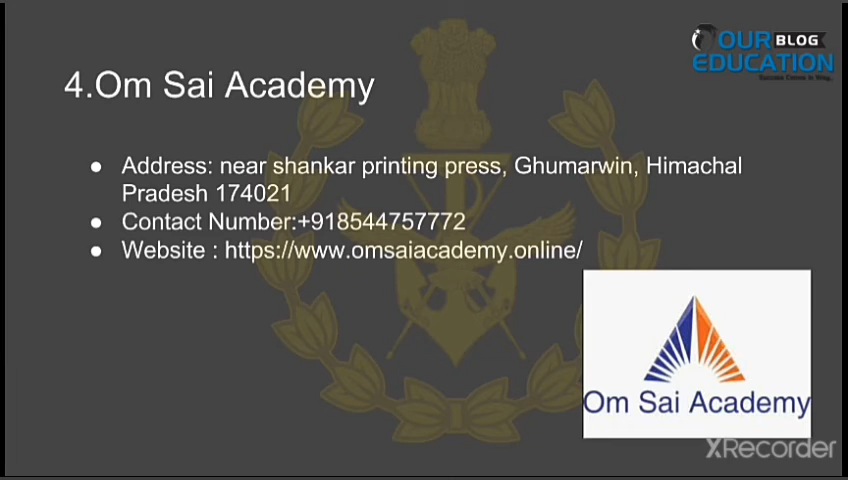 OUR BLOG
EDUCATION
4.Om Sai Academy
● Address: near shankar printing press, Ghumarwin, Himachal
Pradesh 174021
● Contact Number:+918544757772
● Website : https://www.omsaiacademy.online/
Om Sai Academy
XRecorder